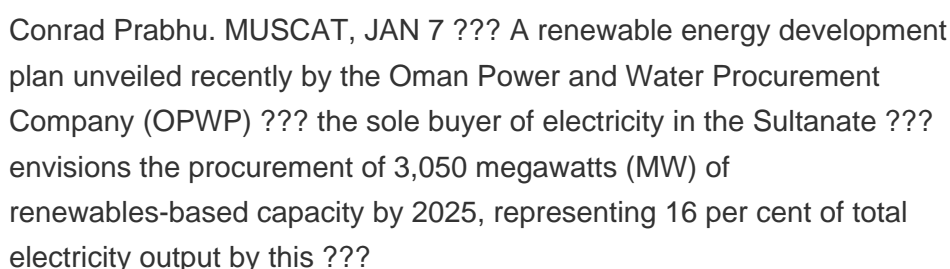 Conrad Prabhu. MUSCAT, JAN 7 ??? A renewable energy development
plan unveiled recently by the Oman Power and Water Procurement
Company (OPWP) ??? the sole buyer of electricity in the Sultanate ???
envisions the procurement of 3,050 megawatts (MW) of
renewables-based capacity by 2025, representing 16 per cent of total
electricity output by this ???